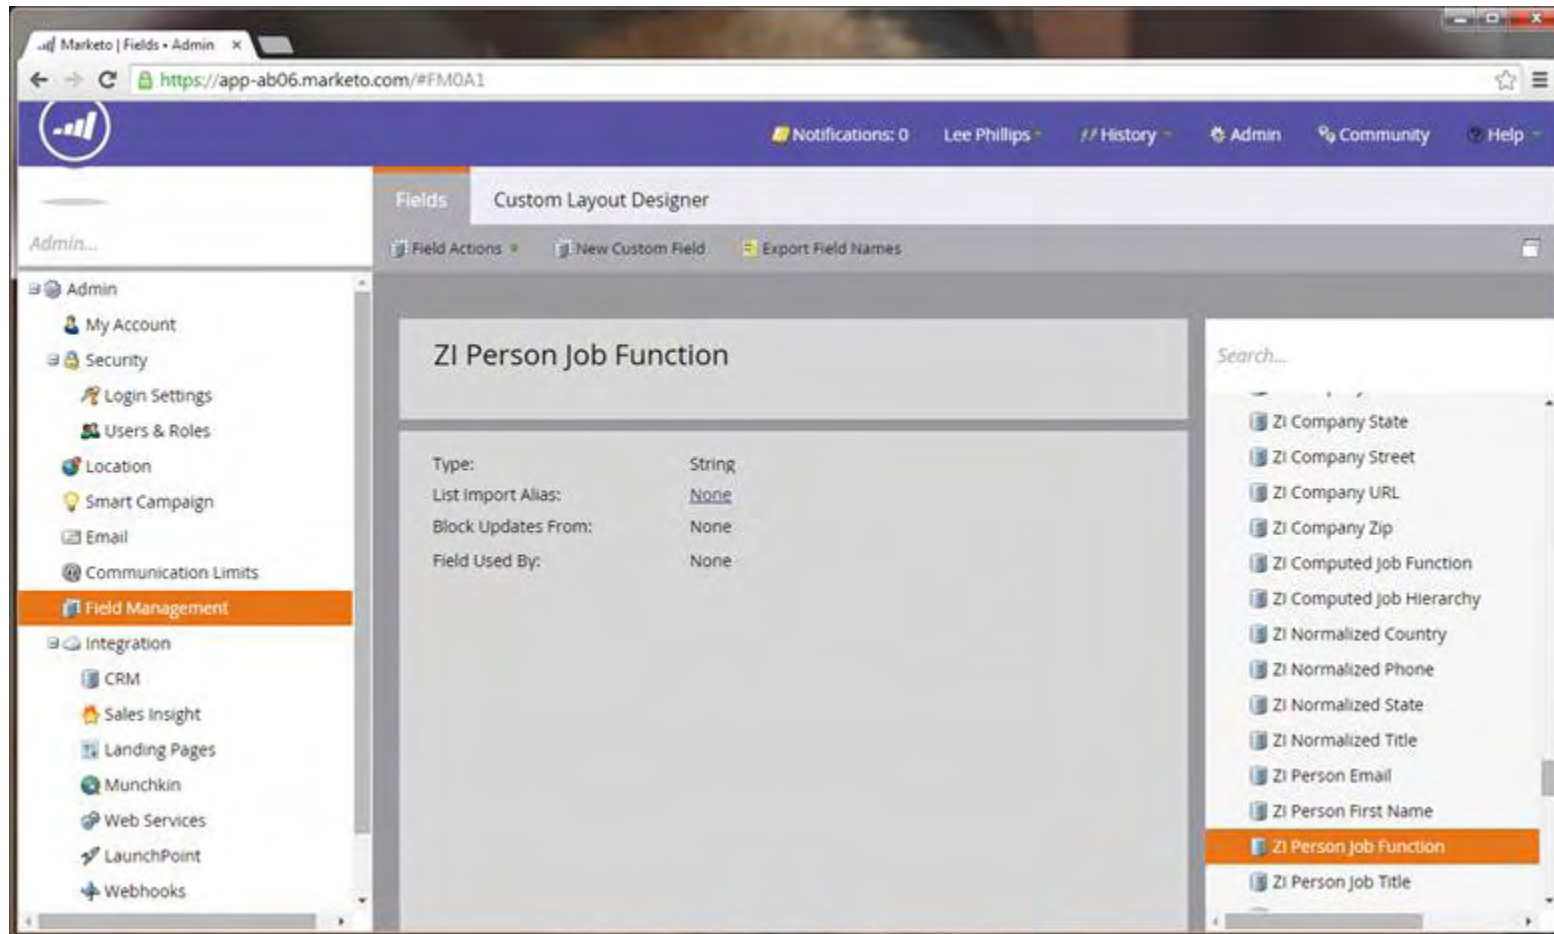 Marketo | Fields • Admin
https://app-ab06.marketo.com/#FM0A1
Notifications: 0 Lee Phillips History Admin Community Help
Fields Custom Layout Designer
Admin...
Field Actions New Custom Field Export Field Names
Admin
My Account
Security
Login Settings
Users & Roles
Location
Smart Campaign
Email
Communication Limits
Field Management
Integration
CRM
Sales Insight
Landing Pages
Munchkin
Web Services
LaunchPoint
Webhooks
ZI Person Job Function
Type: String
List Import Alias: None
Block Updates From: None
Field Used By: None
Search...
ZI Company State
ZI Company Street
ZI Company URL
ZI Company Zip
ZI Computed Job Function
ZI Computed Job Hierarchy
ZI Normalized Country
ZI Normalized Phone
ZI Normalized State
ZI Normalized Title
ZI Person Email
ZI Person First Name
ZI Person Job Function
ZI Person Job Title